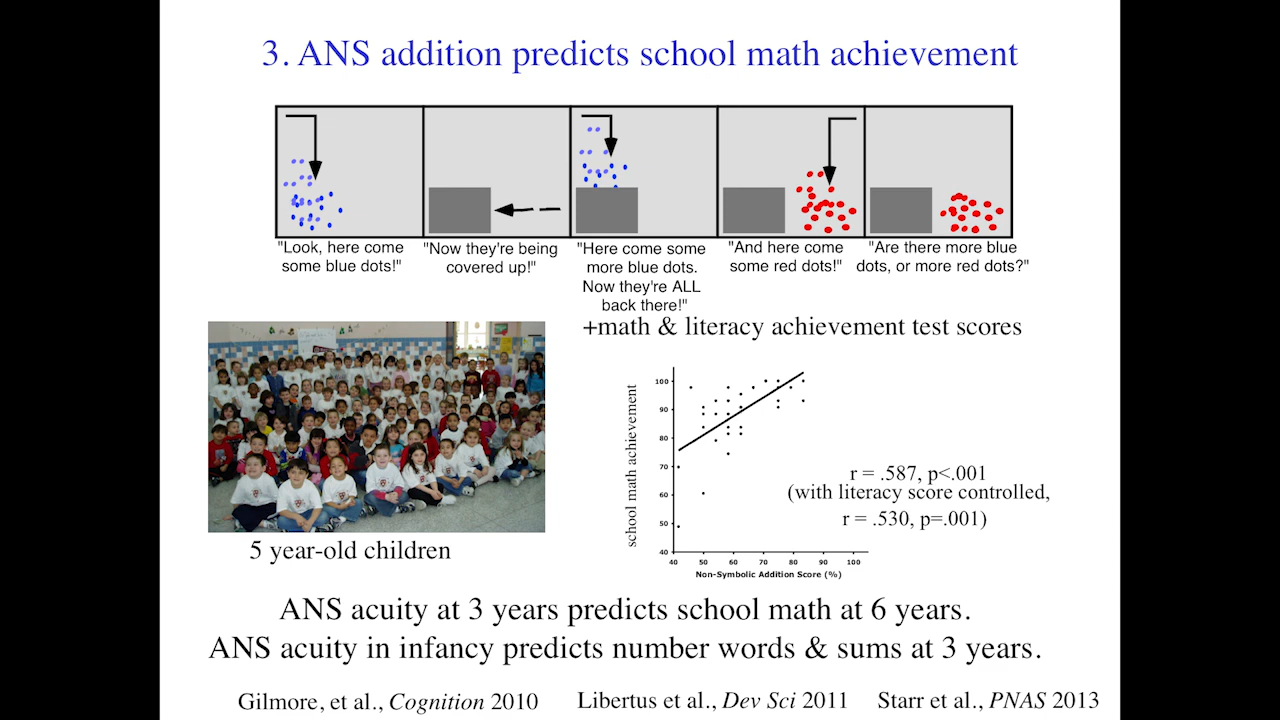 3. ANS addition predicts school math achievement
"Look, here come
some blue dots!"
"Now they're being
covered up!"
"Here come some
more blue dots.
Now they're ALL
back there!"
"And here come
some red dots!"
"Are there more blue
dots, or more red dots?"
+math & literacy achievement test scores
school math achievement
100
90
80
70
60
50
40
40 50 60 70 80 90 100
Non-Symbolic Addition Score (%)
r = .587, p<.001
(with literacy score controlled,
r = .530, p=.001)
5 year-old children
ANS acuity at 3 years predicts school math at 6 years.
ANS acuity in infancy predicts number words & sums at 3 years.
Gilmore, et al., Cognition 2010 Libertus et al., Dev Sci 2011 Starr et al., PNAS 2013